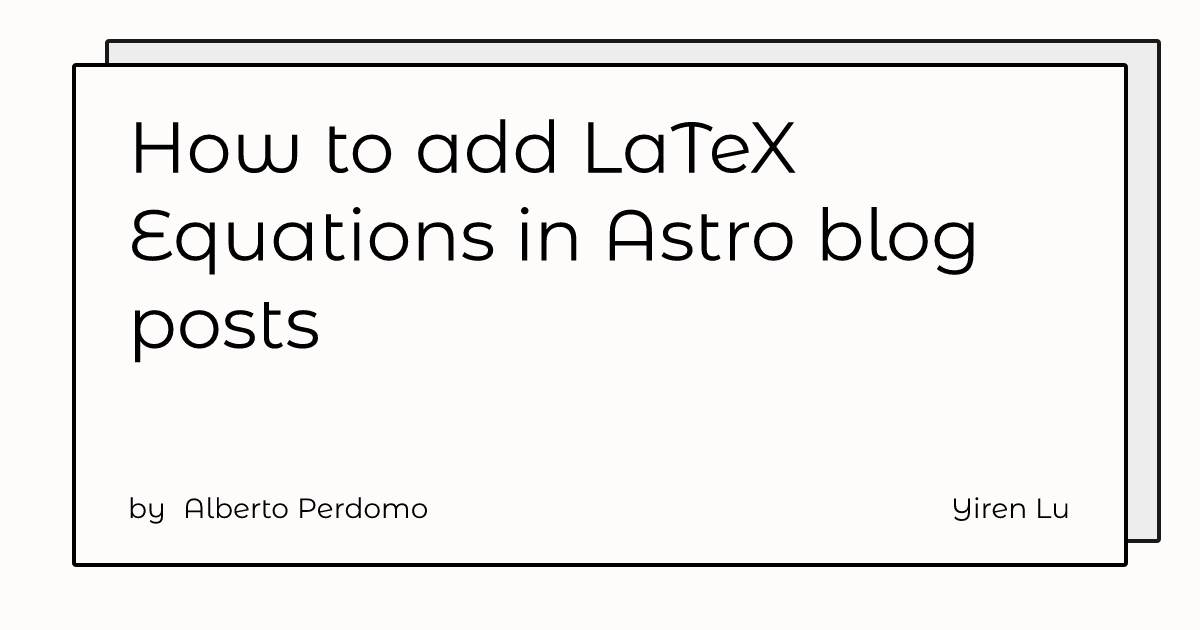 How to add LaTeX
Equations in Astro blog
posts
by Alberto Perdomo
Yiren Lu